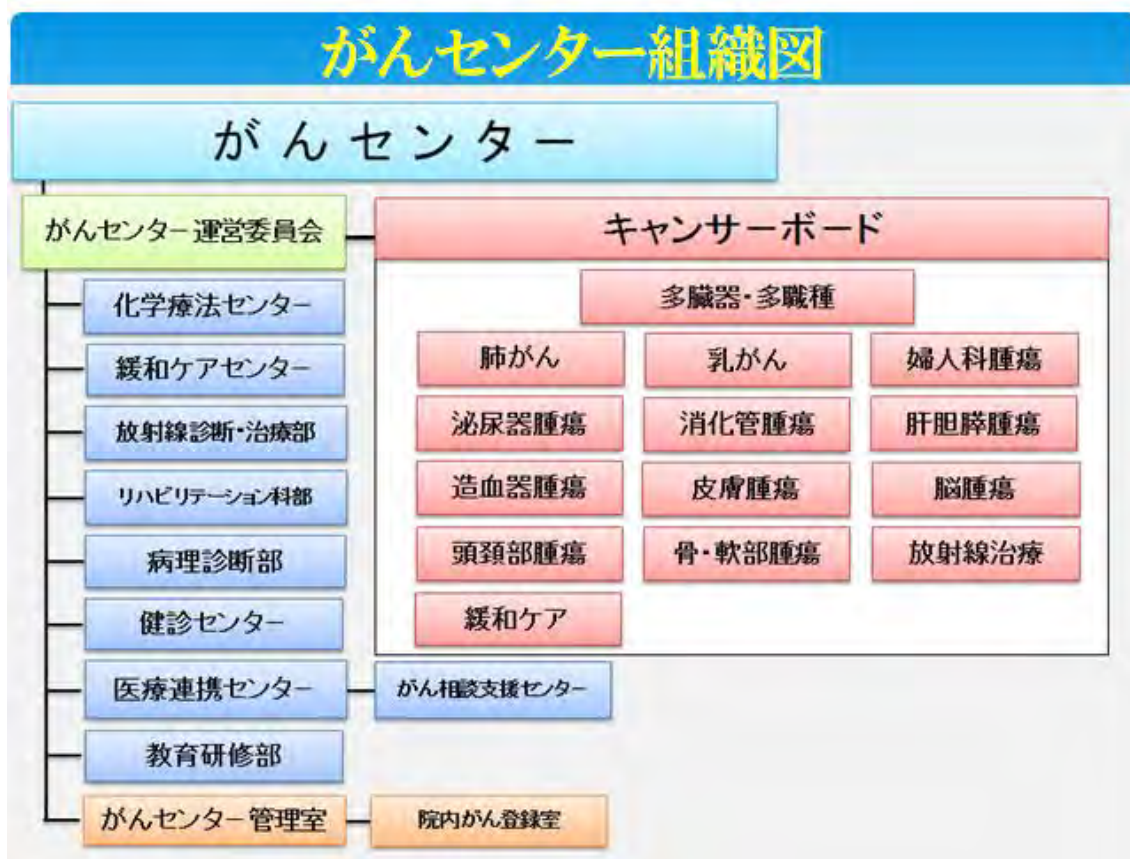 がんセンター組織図
がんセンター
がんセンター運営委員会
キャンサーボード
多臓器・多職種
肺がん
乳がん
婦人科腫瘍
泌尿器腫瘍
消化管腫瘍
肝胆膵腫瘍
造血器腫瘍
皮膚腫瘍
脳腫瘍
頭頚部腫瘍
骨・軟部腫瘍
放射線治療
緩和ケア
化学療法センター
緩和ケアセンター
放射線診断・治療部
リハビリテーション科部
病理診断部
健診センター
医療連携センター
がん相談支援センター
教育研修部
がんセンター管理室
院内がん登録室